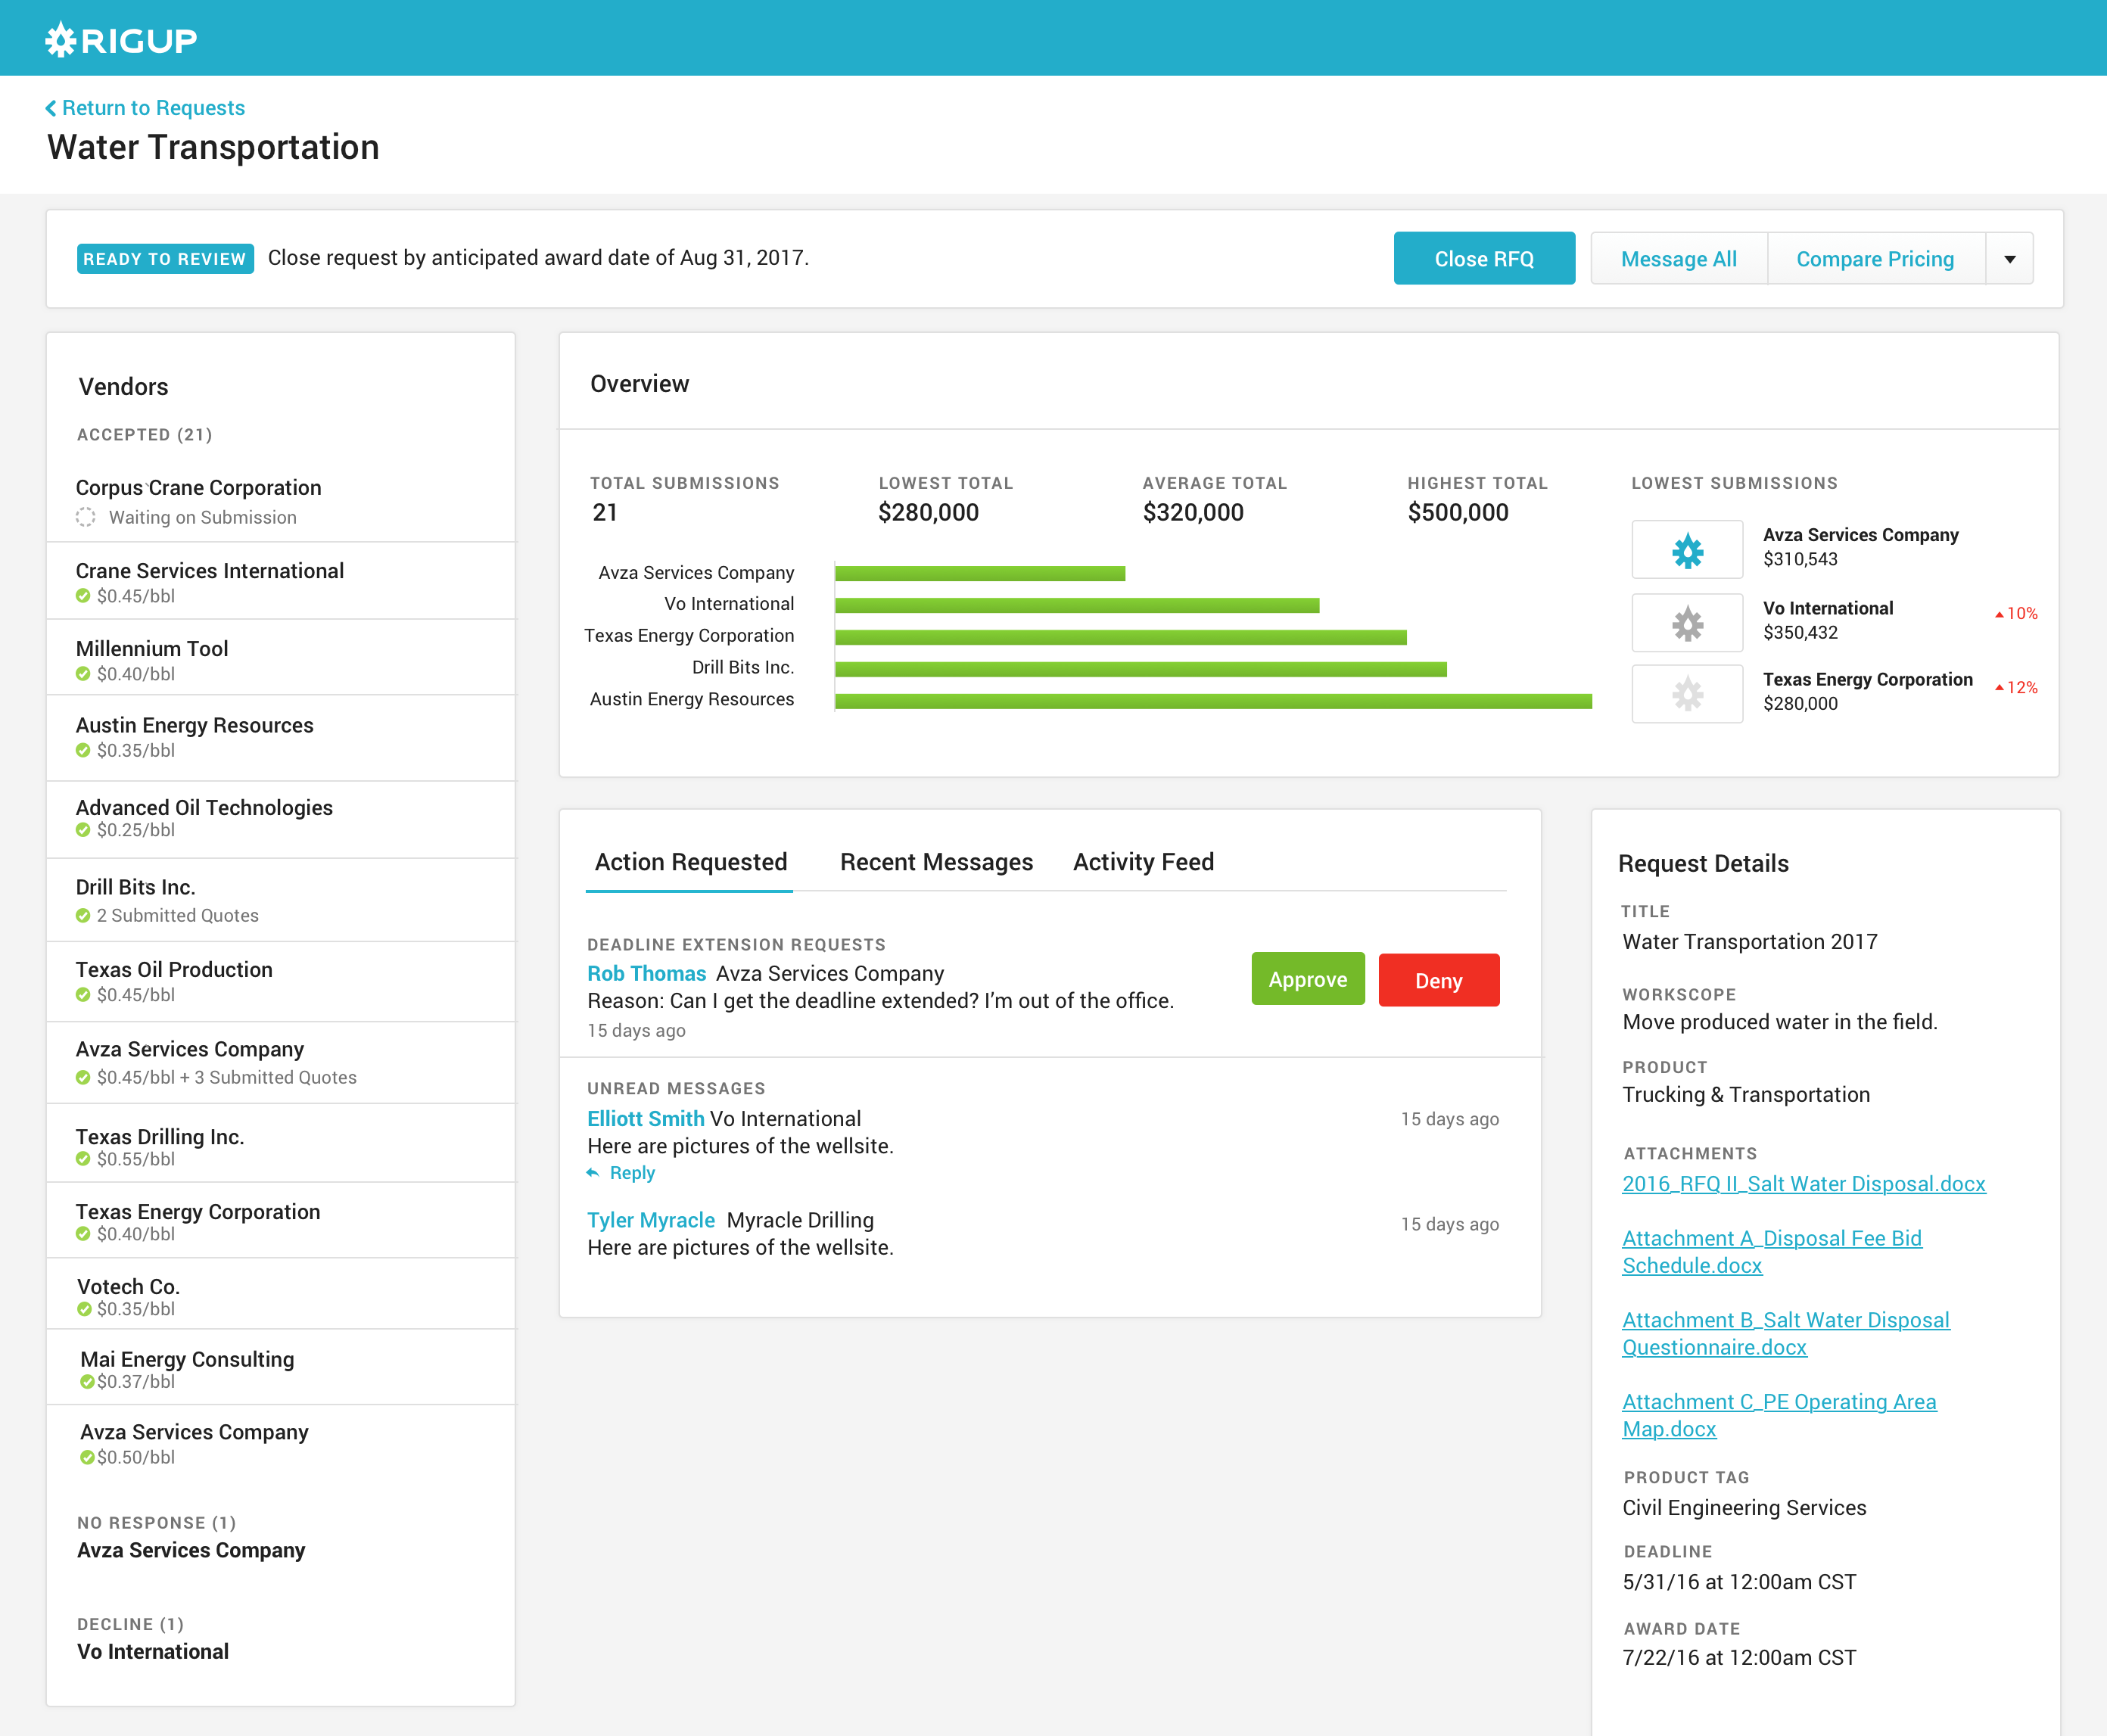 RIGUP
Return to Requests
Water Transportation
READY TO REVIEW Close request by anticipated award date of Aug 31, 2017.
Close RFQ
Message All
Compare Pricing
Vendors
ACCEPTED (21)
Corpus Crane Corporation
Waiting on Submission
Crane Services International
$0.45/bbl
Millennium Tool
$0.40/bbl
Austin Energy Resources
$0.35/bbl
Advanced Oil Technologies
$0.25/bbl
Drill Bits Inc.
2 Submitted Quotes
Texas Oil Production
$0.45/bbl
Avza Services Company
$0.45/bbl + 3 Submitted Quotes
Texas Drilling Inc.
$0.55/bbl
Texas Energy Corporation
$0.40/bbl
Votech Co.
$0.35/bbl
Mai Energy Consulting
$0.37/bbl
Avza Services Company
$0.50/bbl
NO RESPONSE (1)
Avza Services Company
DECLINE (1)
Vo International
Overview
TOTAL SUBMISSIONS
21
LOWEST TOTAL
$280,000
AVERAGE TOTAL
$320,000
HIGHEST TOTAL
$500,000
Avza Services Company
Vo International
Texas Energy Corporation
Drill Bits Inc.
Austin Energy Resources
LOWEST SUBMISSIONS
Avza Services Company
$310,543
Vo International
$350,432
10%
Texas Energy Corporation
$280,000
12%
Action Requested
Recent Messages
Activity Feed
DEADLINE EXTENSION REQUESTS
Rob Thomas Avza Services Company
Reason: Can I get the deadline extended? I’m out of the office.
15 days ago
Approve
Deny
UNREAD MESSAGES
Elliott Smith Vo International
15 days ago
Here are pictures of the wellsite.
Reply
Tyler Myracle Myracle Drilling
15 days ago
Here are pictures of the wellsite.
Request Details
TITLE
Water Transportation 2017
WORKSCOPE
Move produced water in the field.
PRODUCT
Trucking & Transportation
ATTACHMENTS
2016_RFQ II_Salt Water Disposal.docx
Attachment A_Disposal Fee Bid
Schedule.docx
Attachment B_Salt Water Disposal
Questionnaire.docx
Attachment C_PE Operating Area
Map.docx
PRODUCT TAG
Civil Engineering Services
DEADLINE
5/31/16 at 12:00am CST
AWARD DATE
7/22/16 at 12:00am CST